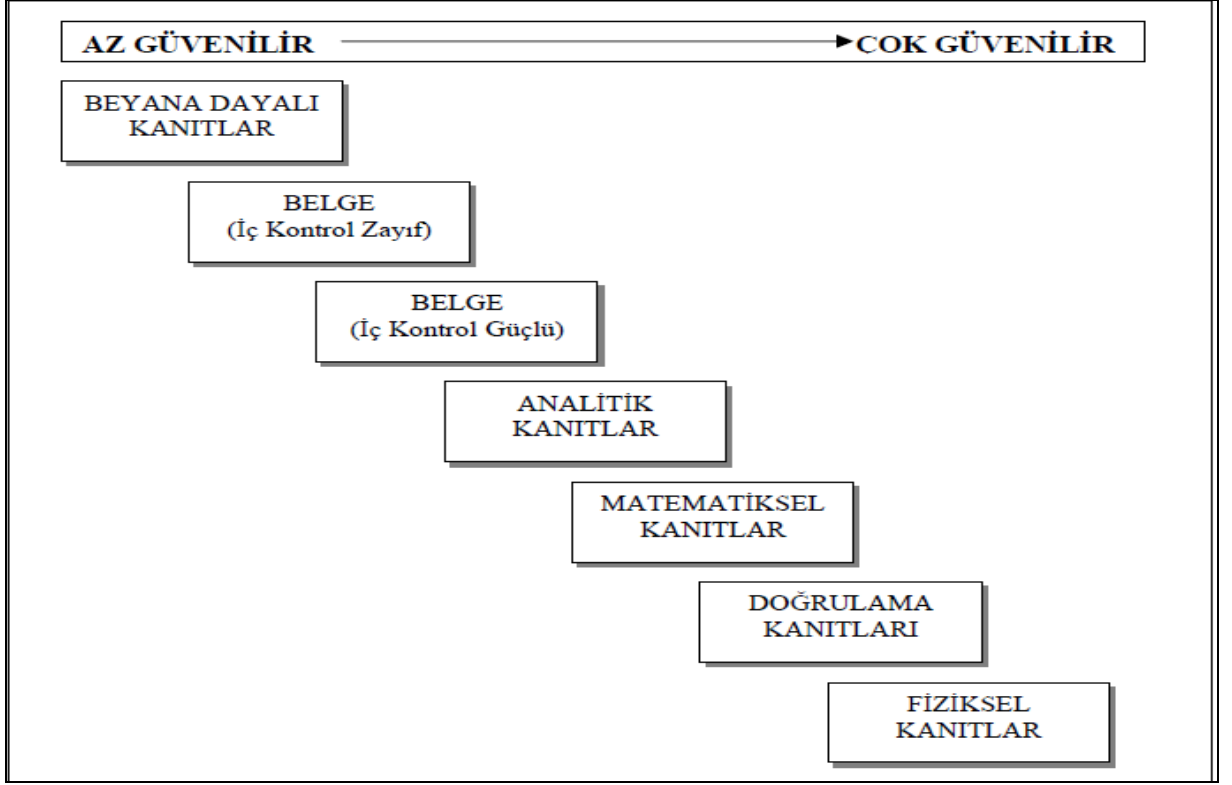 AZ GÜVENİLİR ÇOK GÜVENİLİR
BEYANA DAYALI
KANITLAR
BELGE
(İç Kontrol Zayıf)
BELGE
(İç Kontrol Güçlü)
ANALİTİK
KANITLAR
MATEMATİKSEL
KANITLAR
DOĞRULAMA
KANITLARI
FİZİKSEL
KANITLAR